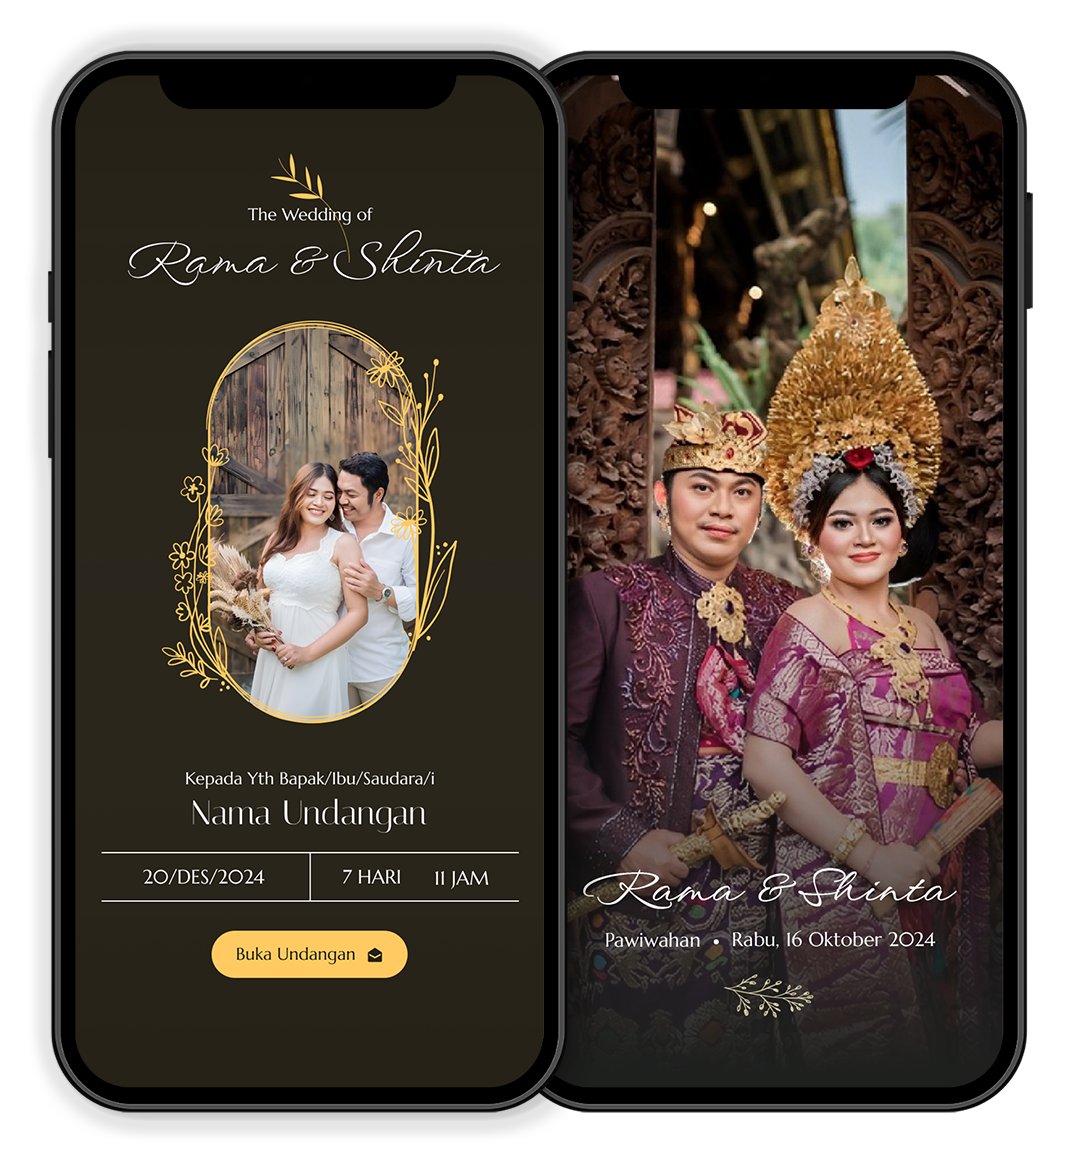 The Wedding of
Rama & Shinta
Kepada Yth Bapak/Ibu/Saudara/i
Nama Undangan
20/DES/2024 7 HARI 11 JAM
Buka Undangan
Rama & Shinta
Pawiwahan • Rabu, 16 Oktober 2024